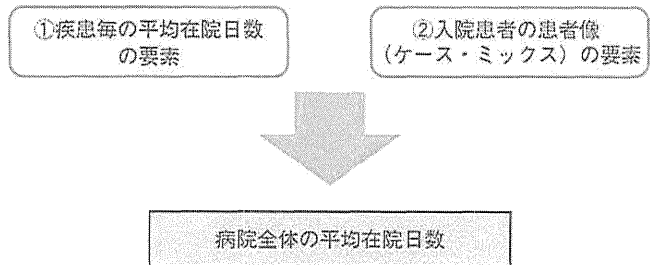 ①疾患毎の平均在院日数
の要素
②入院患者の患者像
（ケース・ミックス）の要素
病院全体の平均在院日数